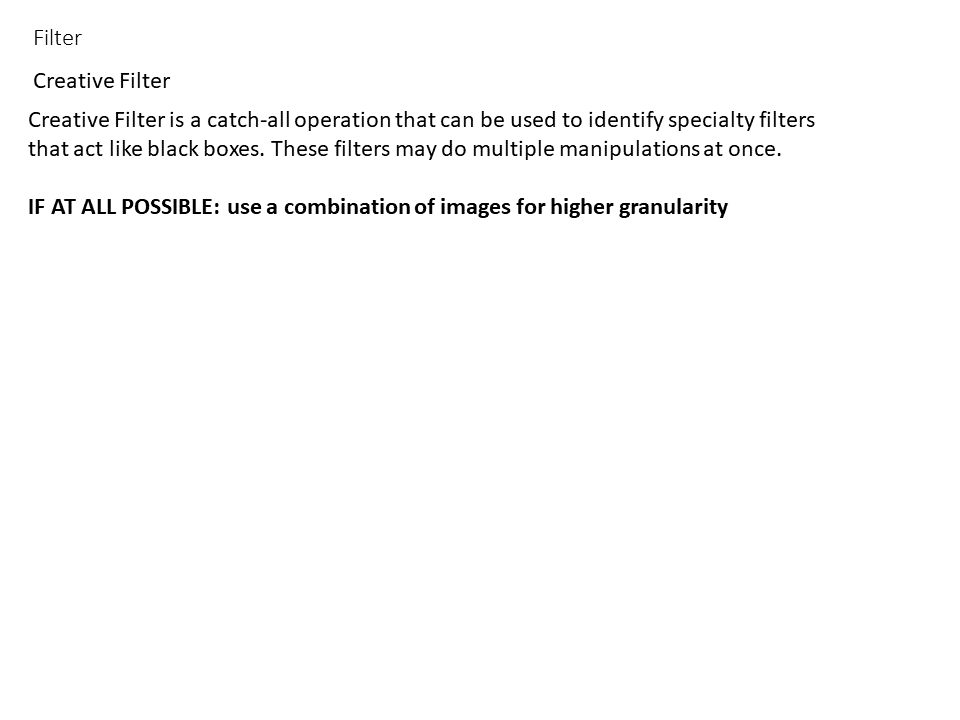 Filter
Creative Filter
Creative Filter is a catch-all operation that can be used to identify specialty filters
that act like black boxes. These filters may do multiple manipulations at once.
IF AT ALL POSSIBLE: use a combination of images for higher granularity